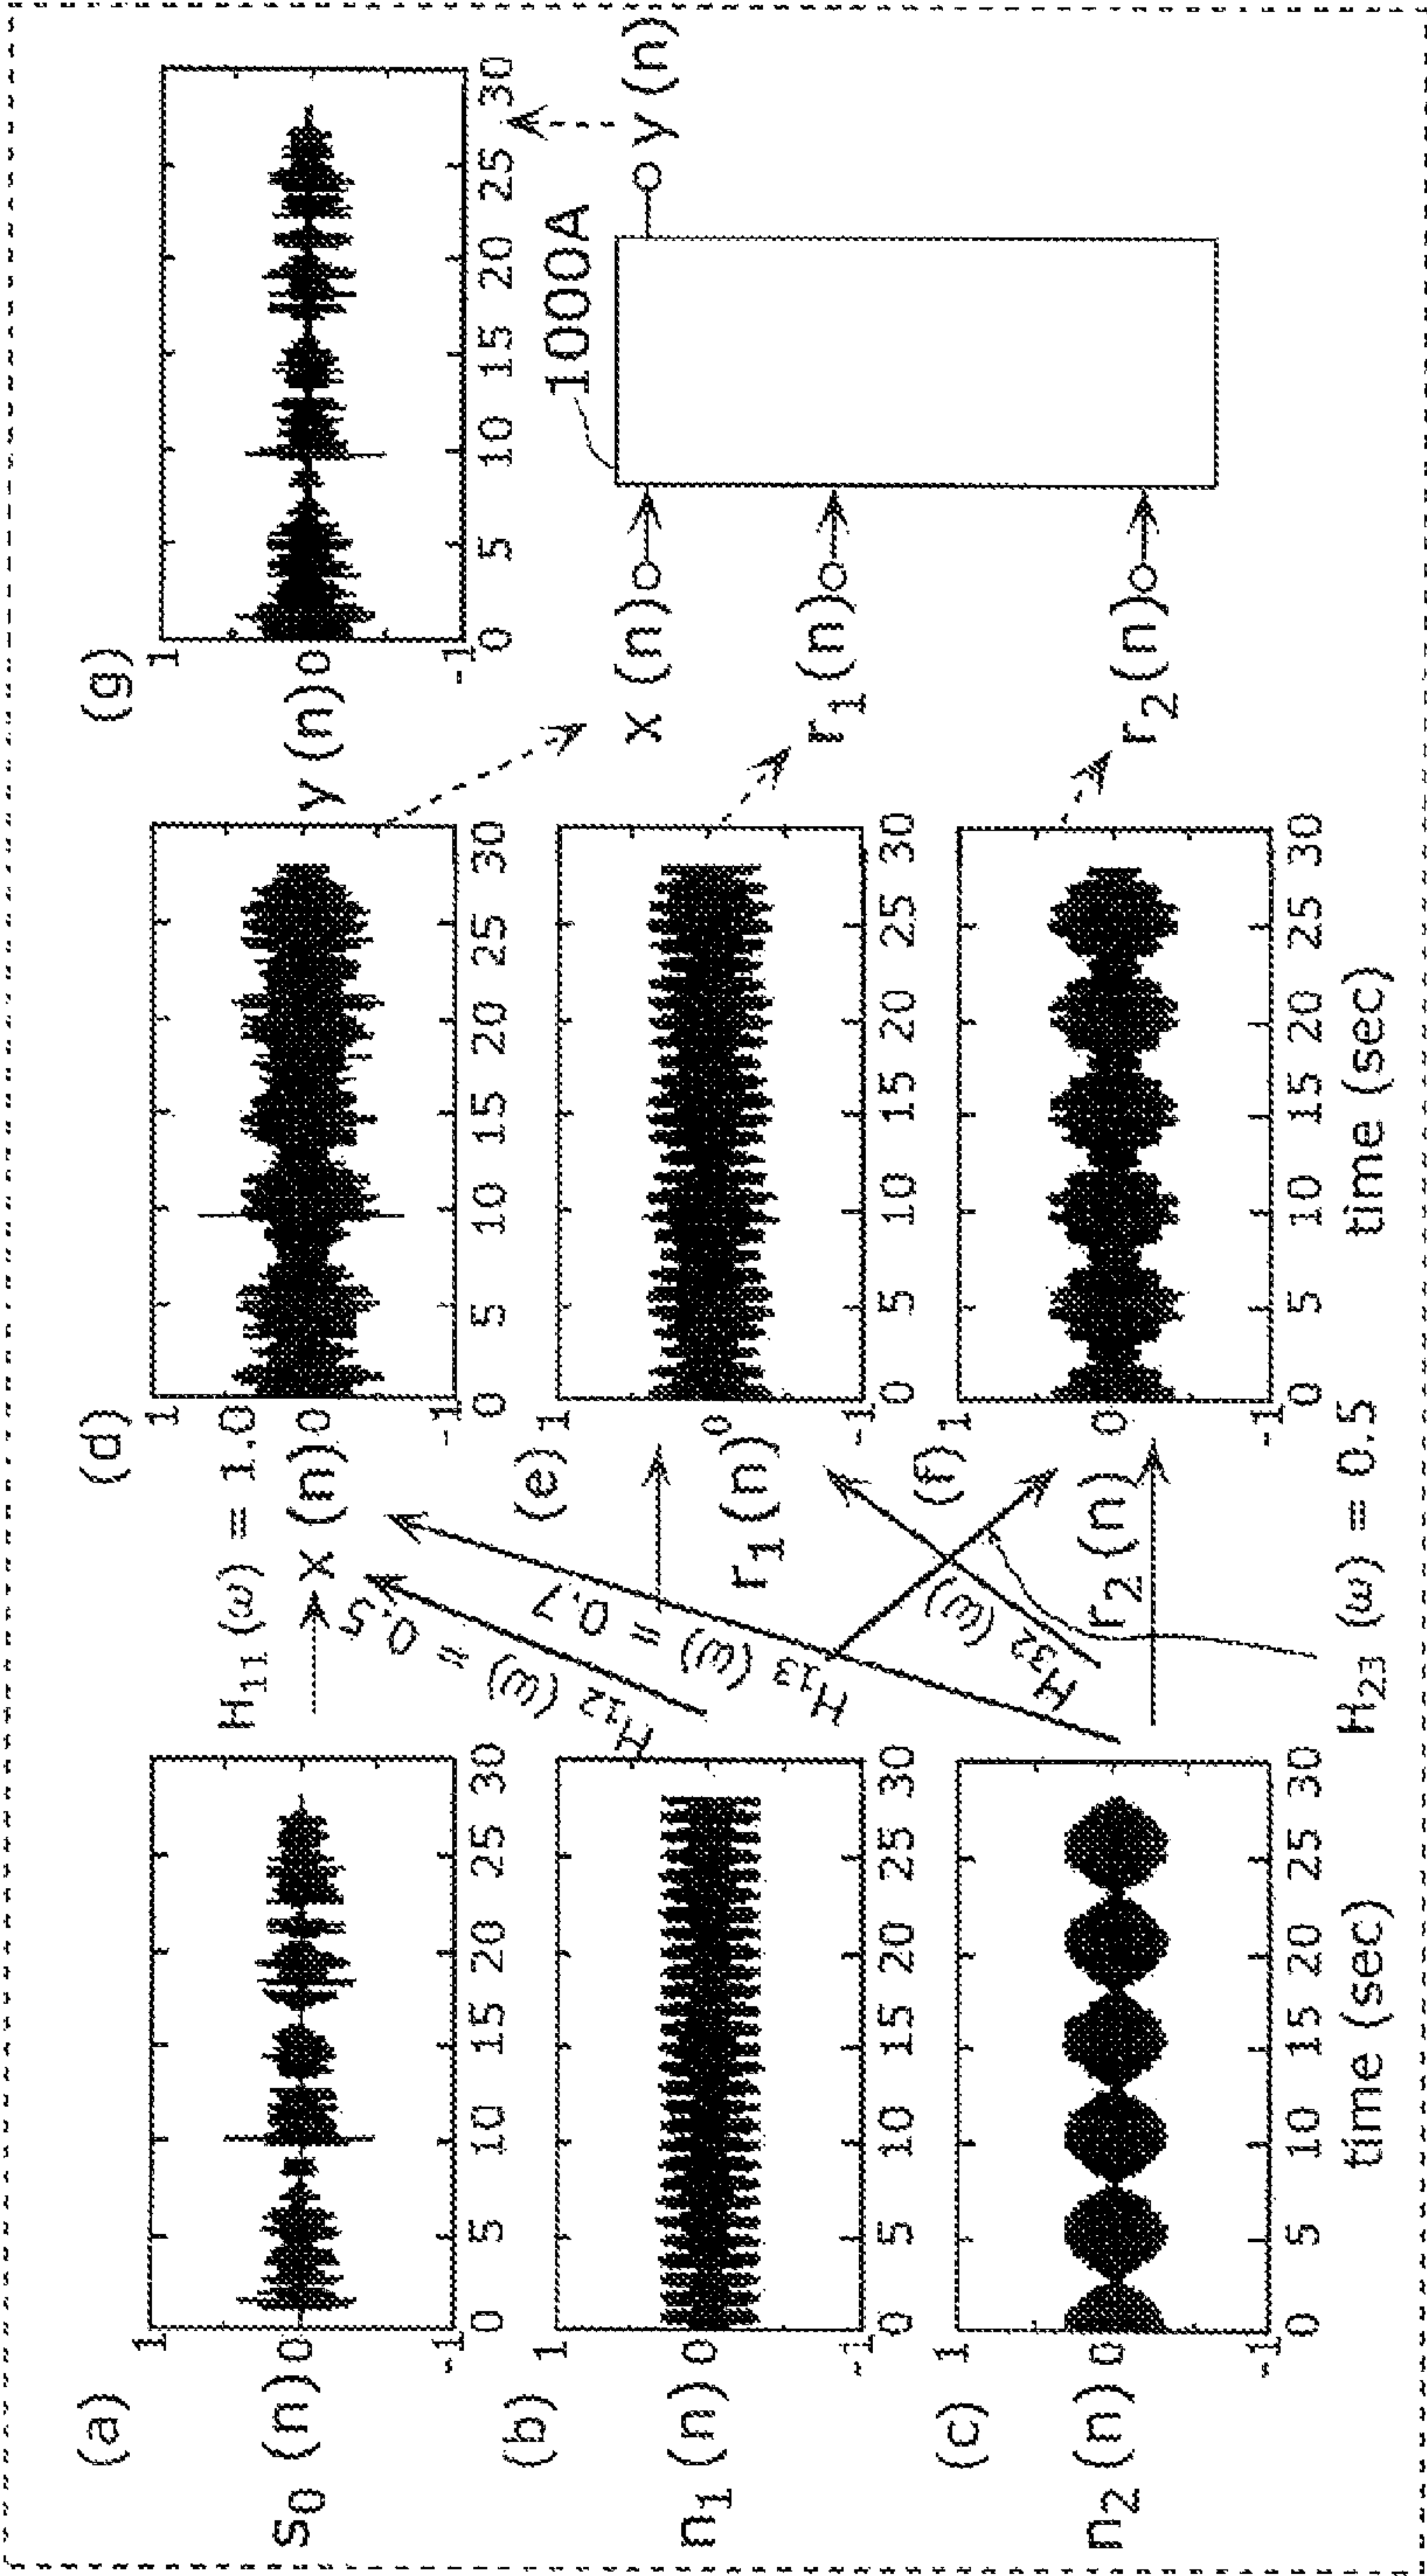 (a)
s0 (n)
1
0
-1
0 5 10 15 20 25 30
(b)
n1 (n)
1
0
-1
0 5 10 15 20 25 30
(c)
n2 (n)
1
0
-1
0 5 10 15 20 25 30
time (sec)
H11 (ω) = 1.0
H12 (ω) = 0.5
H13 (ω) = 0.7
H32 (ω)
H23 (ω) = 0.5
(d)
x (n)
1
0
-1
0 5 10 15 20 25 30
(e)
r1 (n)
1
0
-1
0 5 10 15 20 25 30
(f)
r2 (n)
1
0
-1
0 5 10 15 20 25 30
time (sec)
(g)
y (n)
1
0
-1
0 5 10 15 20 25 30
1000A
x (n)
r1 (n)
r2 (n)
y (n)